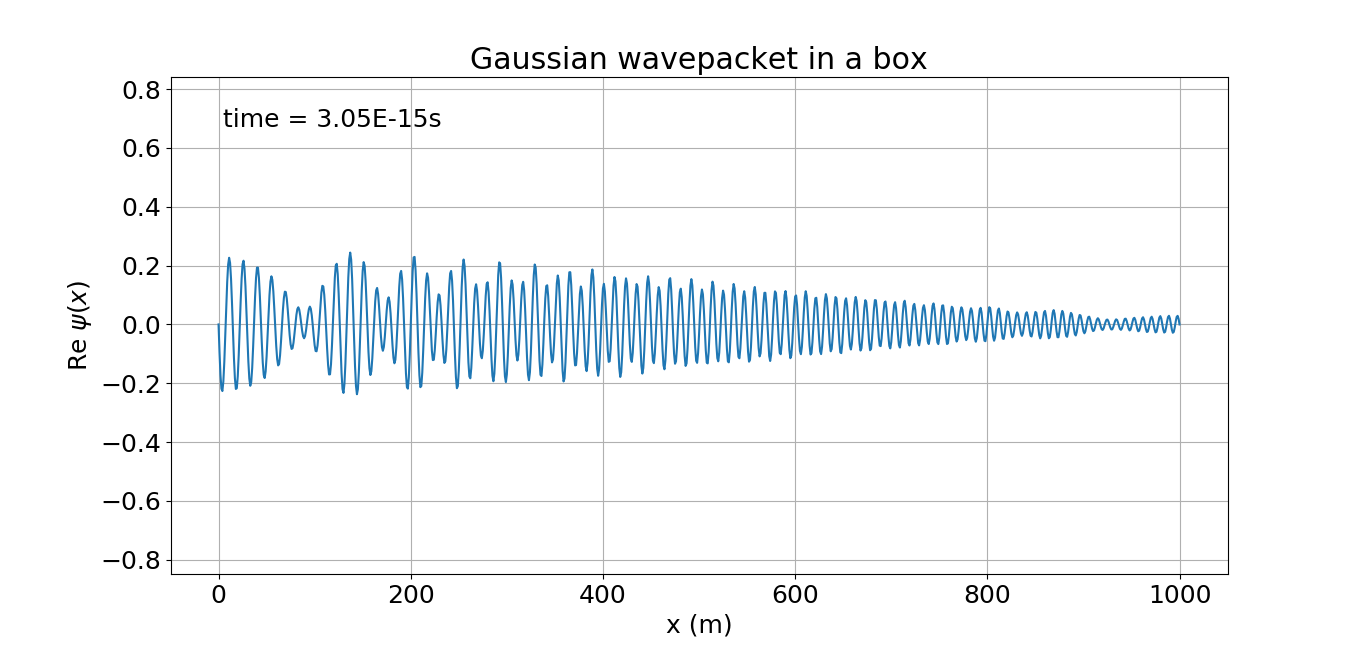 Gaussian wavepacket in a box
time = 3.05E-15s
Re ψ(x)
0.8
0.6
0.4
0.2
0.0
−0.2
−0.4
−0.6
−0.8
0 200 400 600 800 1000
x (m)